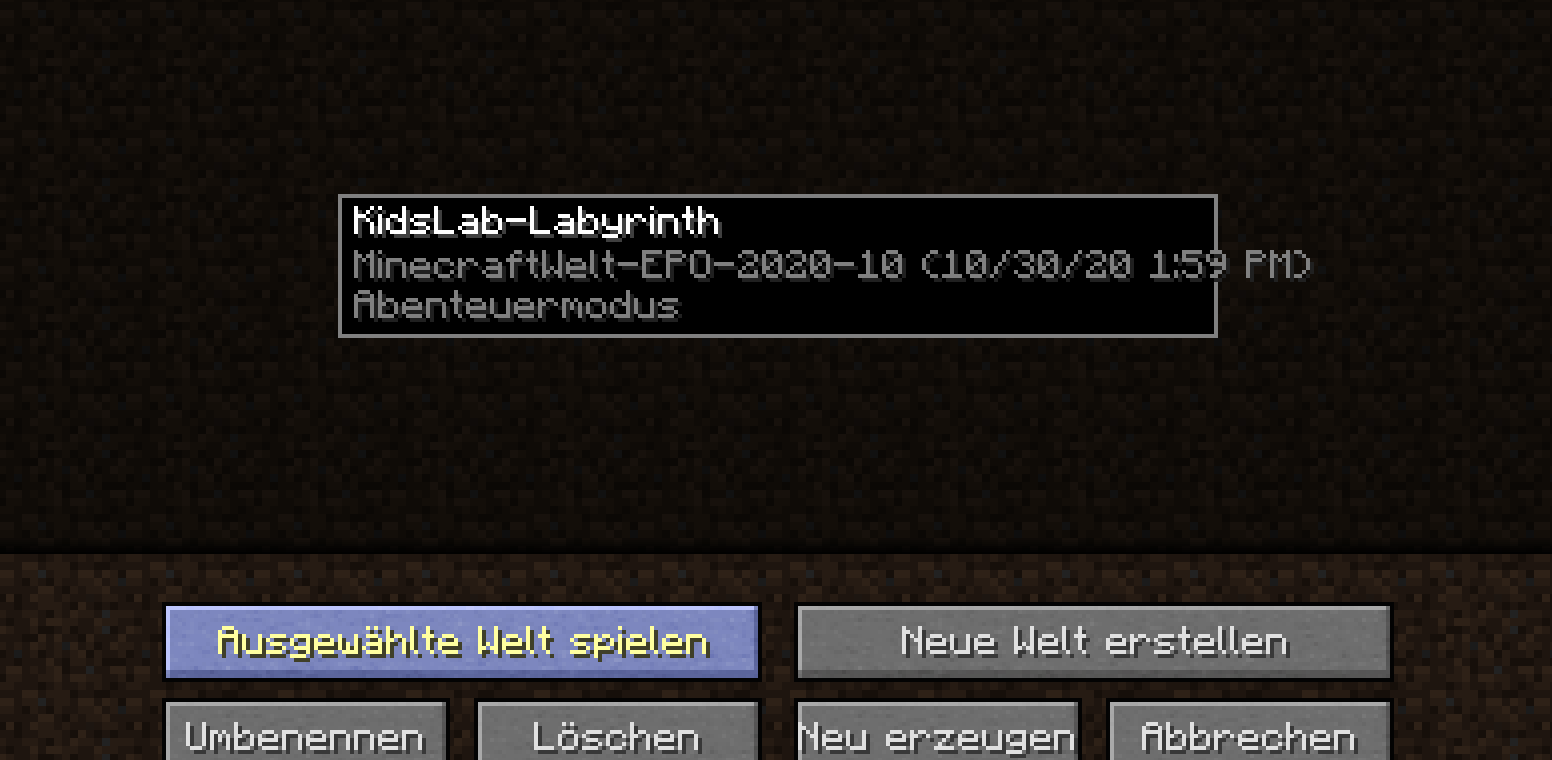 KidsLab-Labyrinth
MinecraftWelt-EPO-2020-10 (10/30/20 1:59 PM)
Abenteuermodus
Ausgewählte Welt spielen
Neue Welt erstellen
Umbenennen
Löschen
Neu erzeugen
Abbrechen